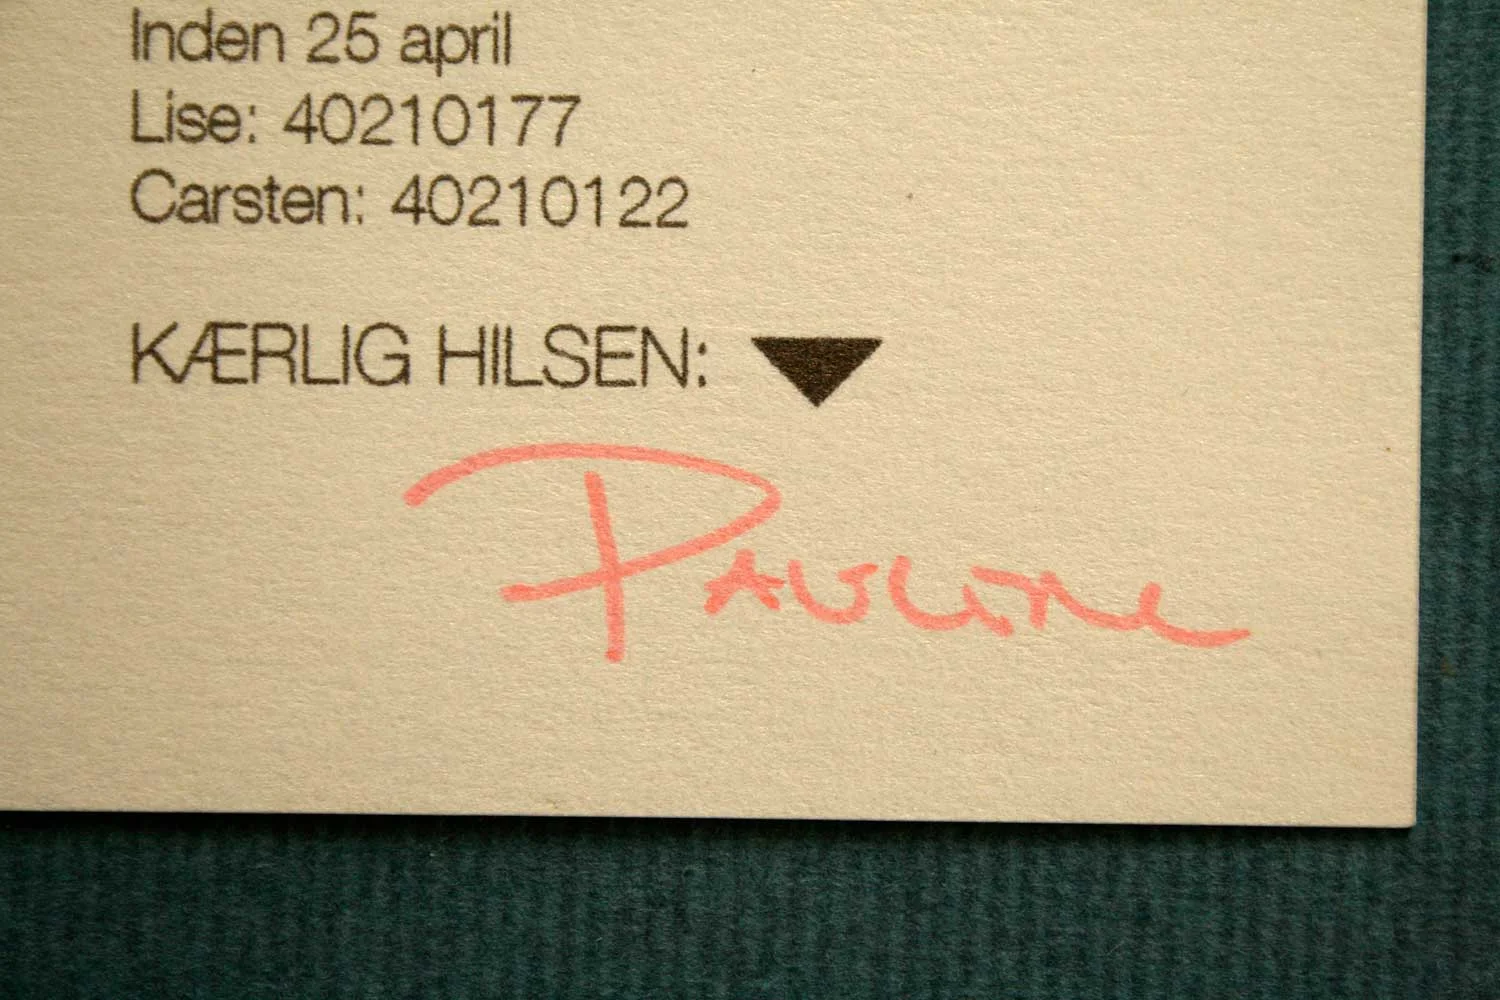 Inden 25 april
Lise: 40210177
Carsten: 40210122
KÆRLIG HILSEN:
Pauline